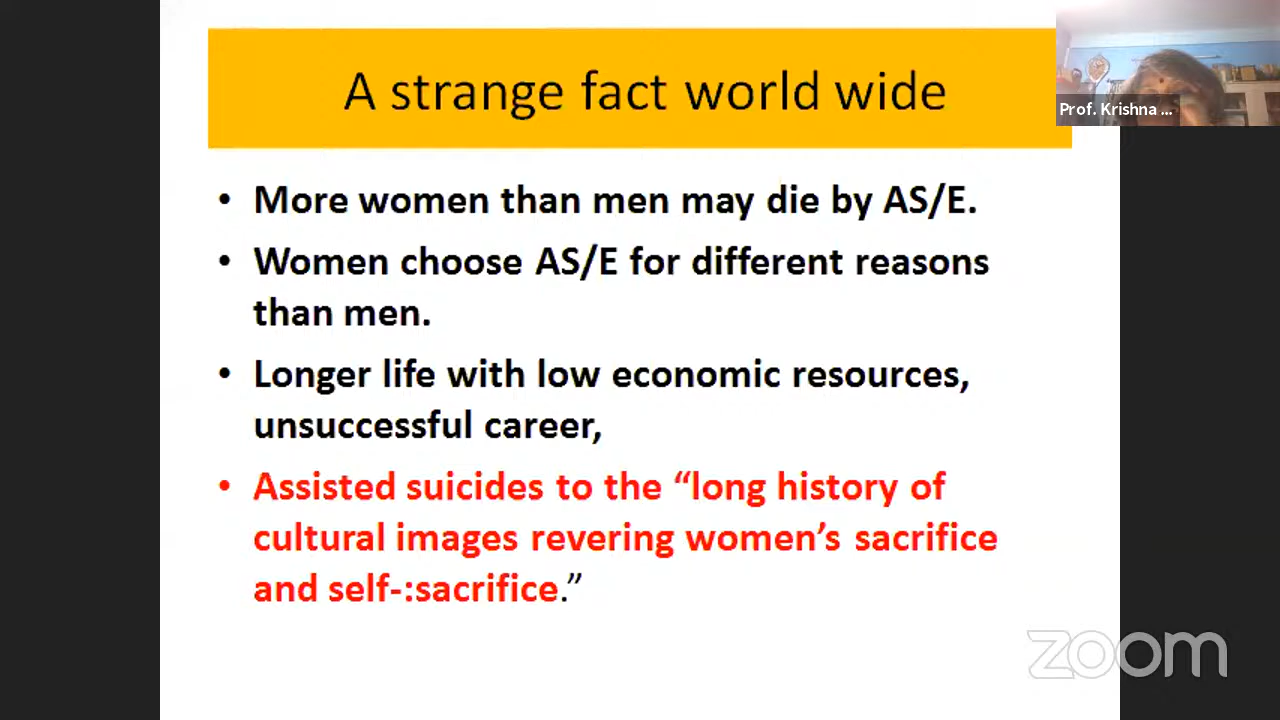 A strange fact world wide
Prof. Krishna ...
• More women than men may die by AS/E.
• Women choose AS/E for different reasons
than men.
• Longer life with low economic resources,
unsuccessful career,
• Assisted suicides to the “long history of
cultural images revering women’s sacrifice
and self-:sacrifice.”
zoom